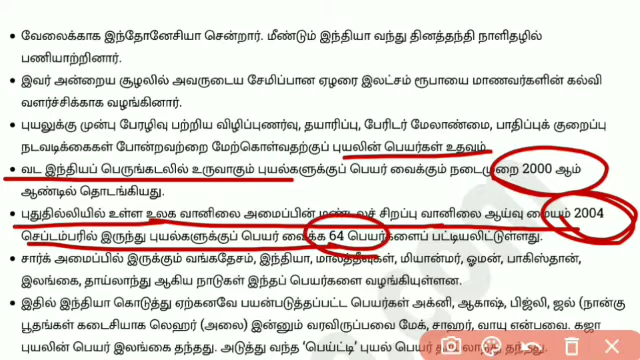 வேலைக்காக இந்தோனேசியா சென்றார். மீண்டும் இந்தியா வந்து தினத்தந்தி நாளிதழில்
பணியாற்றினார்.
இவர் அன்றைய சூழலில் அவருடைய சேமிப்பான ஏழரை இலட்சம் ரூபாயை மாணவர்களின் கல்வி
வளர்ச்சிக்காக வழங்கினார்.
புயலுக்கு முன்பு பேரழிவு பற்றிய விழிப்புணர்வு, தயாரிப்பு, பேரிடர் மேலாண்மை, பாதிப்புக் குறைப்பு
நடவடிக்கைகள் போன்றவற்றை மேற்கொள்வதற்குப் புயலின் பெயர்கள் உதவும்.
வட இந்தியப் பெருங்கடலில் உருவாகும் புயல்களுக்குப் பெயர் வைக்கும் நடைமுறை 2000 ஆம்
ஆண்டில் தொடங்கியது.
புதுதில்லியில் உள்ள உலக வானிலை அமைப்பின் மண்டலச் சிறப்பு வானிலை ஆய்வு மையம் 2004
செப்டம்பரில் இருந்து புயல்களுக்குப் பெயர் வைக்க 64 பெயர்களைப் பட்டியலிட்டுள்ளது.
சார்க் அமைப்பில் இருக்கும் வங்கதேசம், இந்தியா, மாலத்தீவுகள், மியான்மர், ஓமன், பாகிஸ்தான்,
இலங்கை, தாய்லாந்து ஆகிய நாடுகள் இந்தப் பெயர்களை வழங்கியுள்ளன.
இதில் இந்தியா கொடுத்து ஏற்கனவே பயன்படுத்தப்பட்ட பெயர்கள் அக்னி, ஆகாஷ், பிஜ்லி, ஜல் (நான்கு
பூதங்கள் கடைசியாக லெஹர் (அலை) இன்னும் வரவிருப்பவை மேக், சாஹர், வாயு என்பவை. கஜா
புயலின் பெயர் இலங்கை தந்தது. அடுத்து வந்த 'பெய்ட்டி' புயல் பெயர் தாய்லாந்து தந்தது.